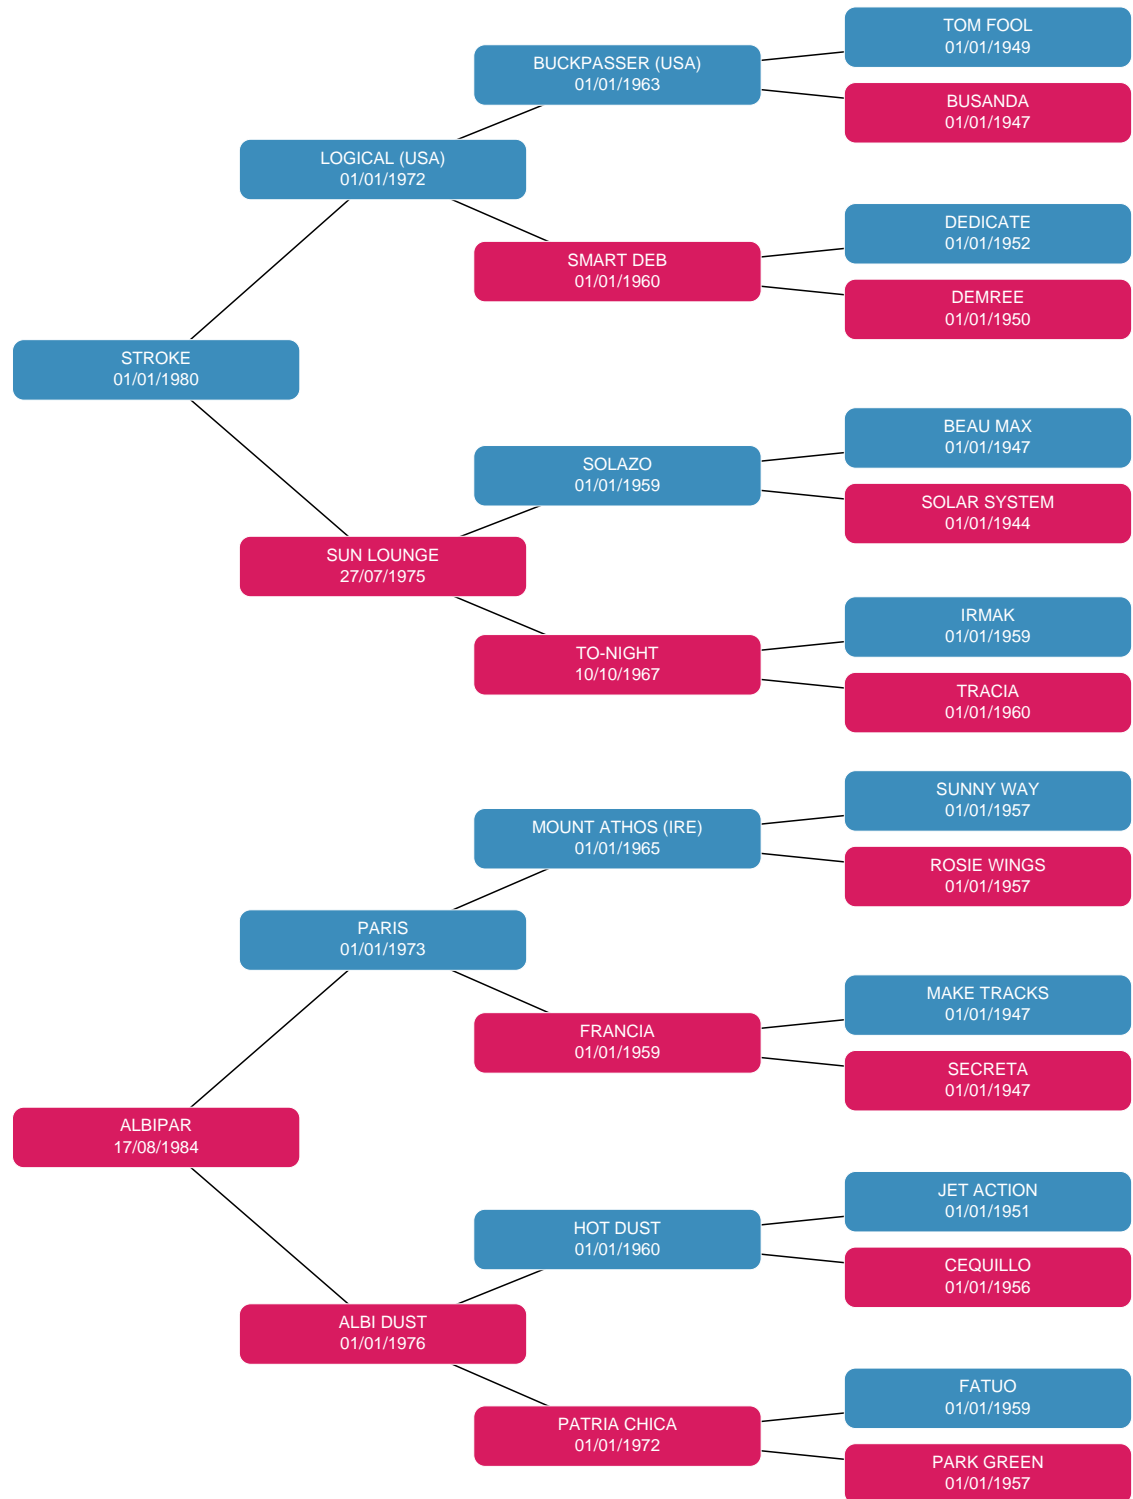 TOM FOOL
01/01/1949
BUCKPASSER (USA)
01/01/1963
BUSANDA
01/01/1947
LOGICAL (USA)
01/01/1972
DEDICATE
01/01/1952
SMART DEB
01/01/1960
DEMREE
01/01/1950
STROKE
01/01/1980
BEAU MAX
01/01/1947
SOLAZO
01/01/1959
SOLAR SYSTEM
01/01/1944
SUN LOUNGE
27/07/1975
IRMAK
01/01/1959
TO-NIGHT
10/10/1967
TRACIA
01/01/1960
SUNNY WAY
01/01/1957
MOUNT ATHOS (IRE)
01/01/1965
ROSIE WINGS
01/01/1957
PARIS
01/01/1973
MAKE TRACKS
01/01/1947
FRANCIA
01/01/1959
SECRETA
01/01/1947
ALBIPAR
17/08/1984
JET ACTION
01/01/1951
HOT DUST
01/01/1960
CEQUILLO
01/01/1956
ALBI DUST
01/01/1976
FATUO
01/01/1959
PATRIA CHICA
01/01/1972
PARK GREEN
01/01/1957